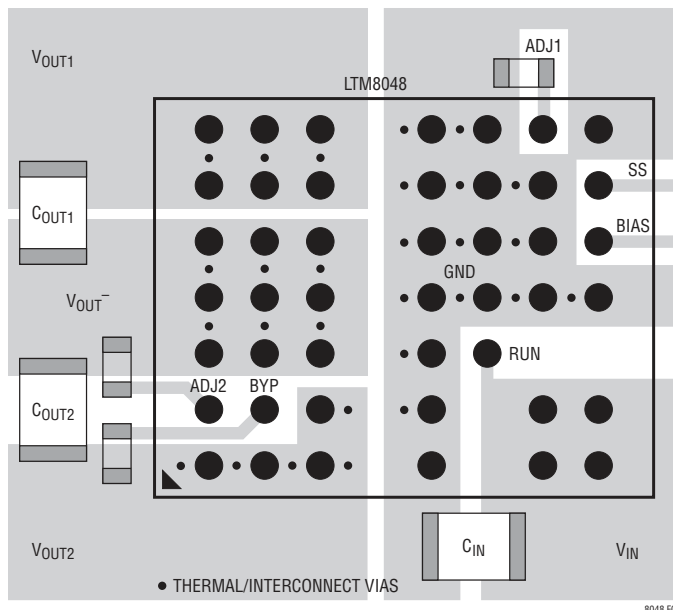 VOUT1
ADJ1
LTM8048
SS
COUT1
BIAS
GND
VOUT–
RUN
ADJ2 BYP
COUT2
CIN
VOUT2
VIN
• THERMAL/INTERCONNECT VIAS